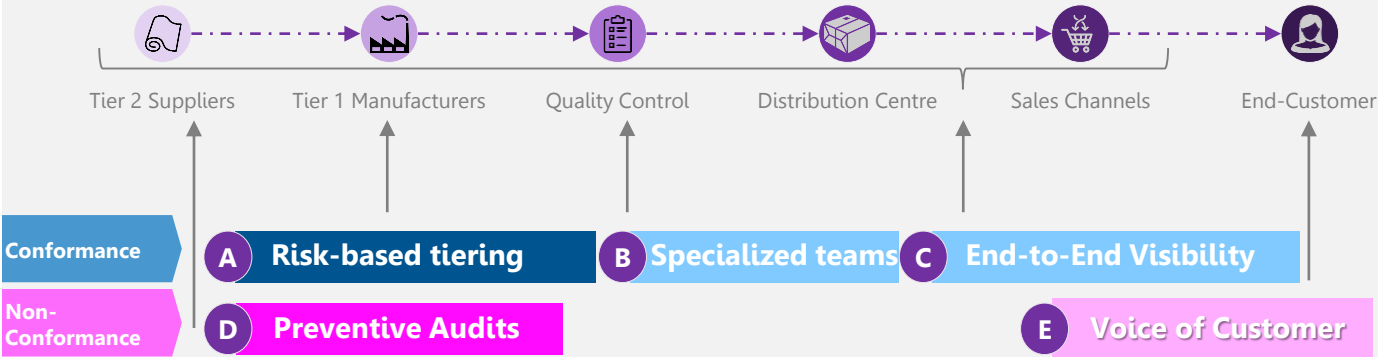 Tier 2 Suppliers
Tier 1 Manufacturers
Quality Control
Distribution Centre
Sales Channels
End-Customer
Conformance
A
Risk-based tiering
B
Specialized teams
C
End-to-End Visibility
Non-
Conformance
D
Preventive Audits
E
Voice of Customer